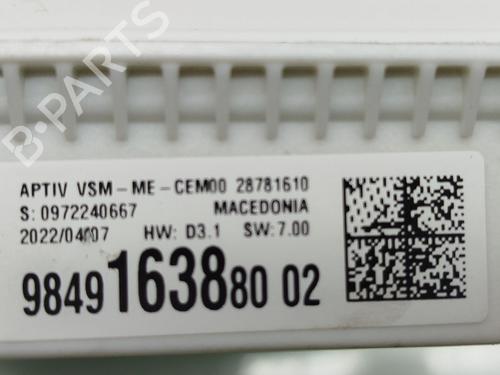 B-PARTS
APTIV VSM-ME-CEM00 28781610
S: 0972240667 MACEDONIA
2022/04/07 HW: D3.1 SW: 7.00
9849163880 02